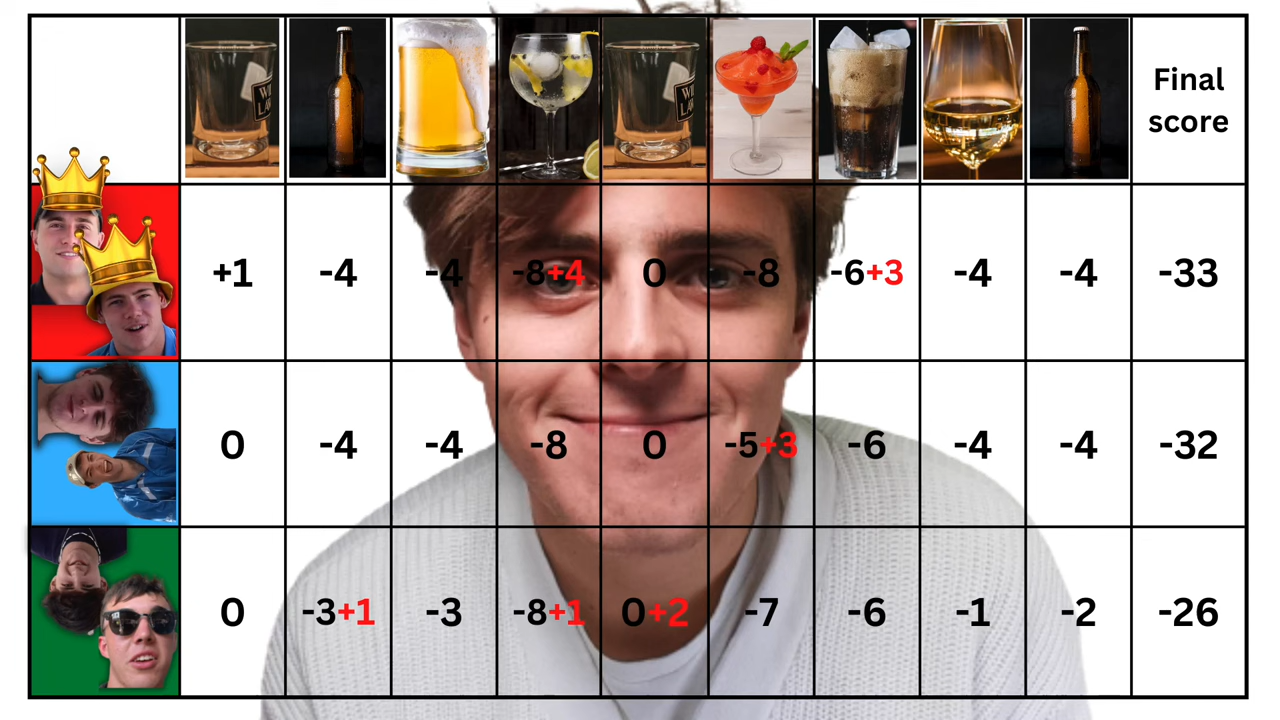 Final
score
+1 -4 -4 -8+4 0 -8 -6+3 -4 -4 -33
0 -4 -4 -8 0 -5+3 -6 -4 -4 -32
0 -3+1 -3 -8+1 0+2 -7 -6 -1 -2 -26